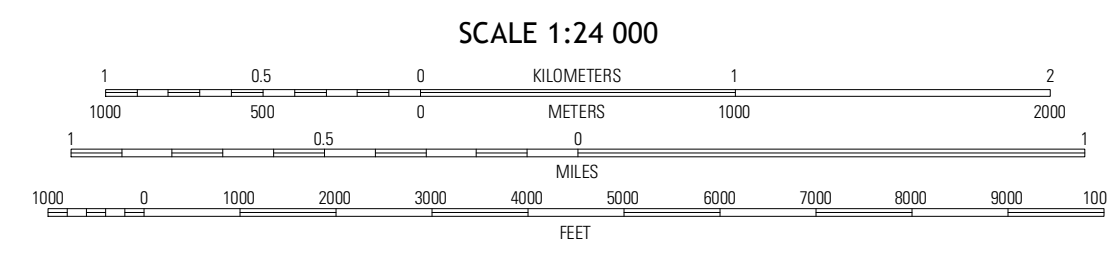 SCALE 1:24 000
1 0.5 0 KILOMETERS 1 2
1000 500 0 METERS 1000 2000
1 0.5 0 1
MILES
1000 0 1000 2000 3000 4000 5000 6000 7000 8000 9000 100
FEET